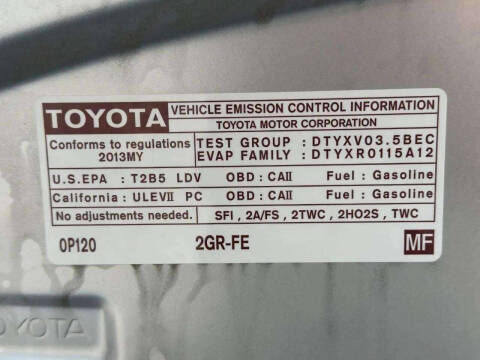 TOYOTA
VEHICLE EMISSION CONTROL INFORMATION
TOYOTA MOTOR CORPORATION
Conforms to regulations
2013MY
TEST GROUP : DTYXV03.5BEC
EVAP FAMILY : DTYXR0115A12
U.S.EPA : T2B5 LDV OBD : CAII Fuel : Gasoline
California : ULEVII PC OBD : CAII Fuel : Gasoline
No adjustments needed. SFI , 2A/FS , 2TWC , 2HO2S , TWC
0P120 2GR-FE MF
TOYOTA